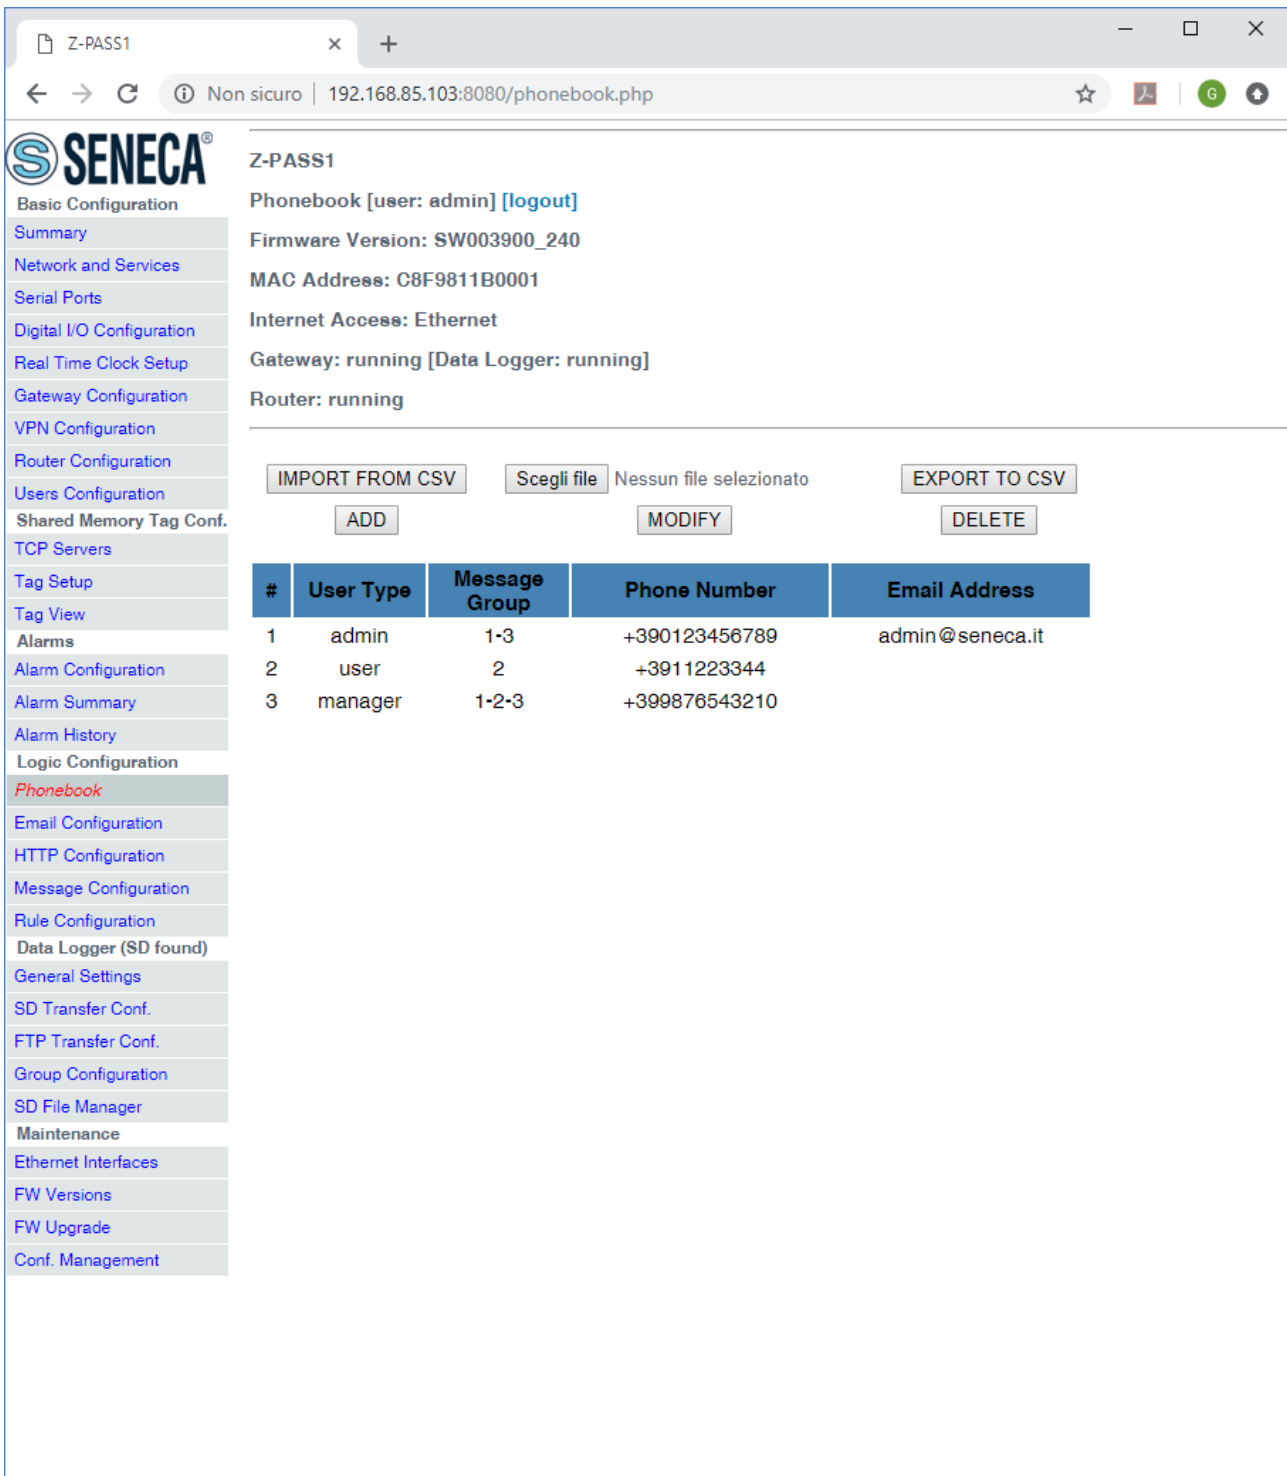 Z-PASS1
Non sicuro | 192.168.85.103:8080/phonebook.php
G
SENECA®
Basic Configuration
Summary
Network and Services
Serial Ports
Digital I/O Configuration
Real Time Clock Setup
Gateway Configuration
VPN Configuration
Router Configuration
Users Configuration
Shared Memory Tag Conf.
TCP Servers
Tag Setup
Tag View
Alarms
Alarm Configuration
Alarm Summary
Alarm History
Logic Configuration
Phonebook
Email Configuration
HTTP Configuration
Message Configuration
Rule Configuration
Data Logger (SD found)
General Settings
SD Transfer Conf.
FTP Transfer Conf.
Group Configuration
SD File Manager
Maintenance
Ethernet Interfaces
FW Versions
FW Upgrade
Conf. Management
Z-PASS1
Phonebook [user: admin] [logout]
Firmware Version: SW003900_240
MAC Address: C8F9811B0001
Internet Access: Ethernet
Gateway: running [Data Logger: running]
Router: running
IMPORT FROM CSV Scegli file Nessun file selezionato EXPORT TO CSV
ADD MODIFY DELETE
# User Type Message Group Phone Number Email Address
1 admin 1-3 +390123456789 admin@seneca.it
2 user 2 +3911223344
3 manager 1-2-3 +399876543210